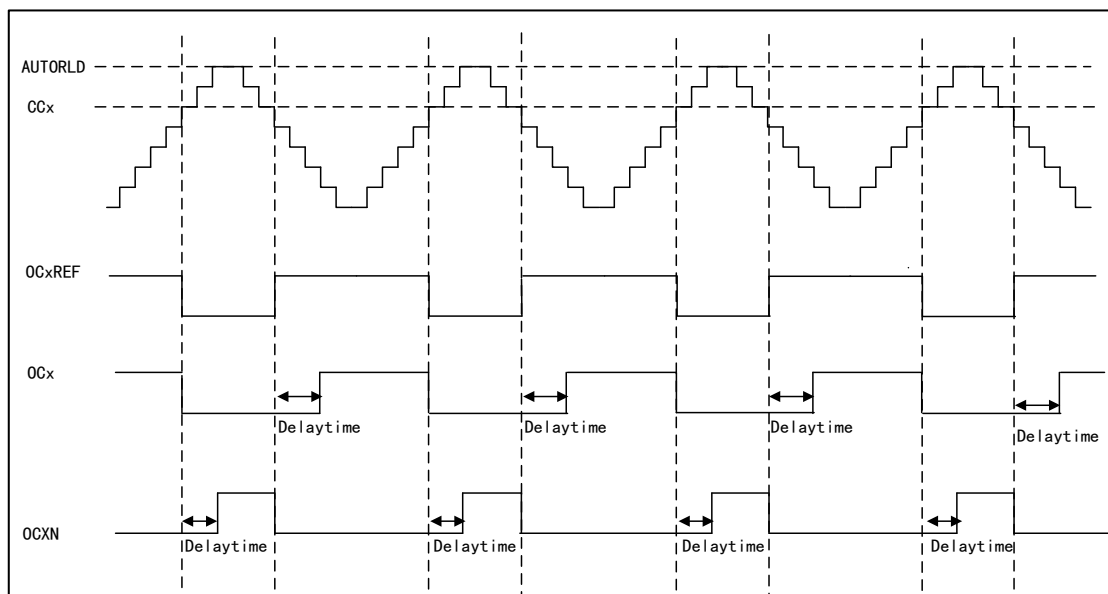 AUTORLD
CCx
OCxREF
OCx
Delaytime
Delaytime
Delaytime
Delaytime
OCXN
Delaytime
Delaytime
Delaytime
Delaytime